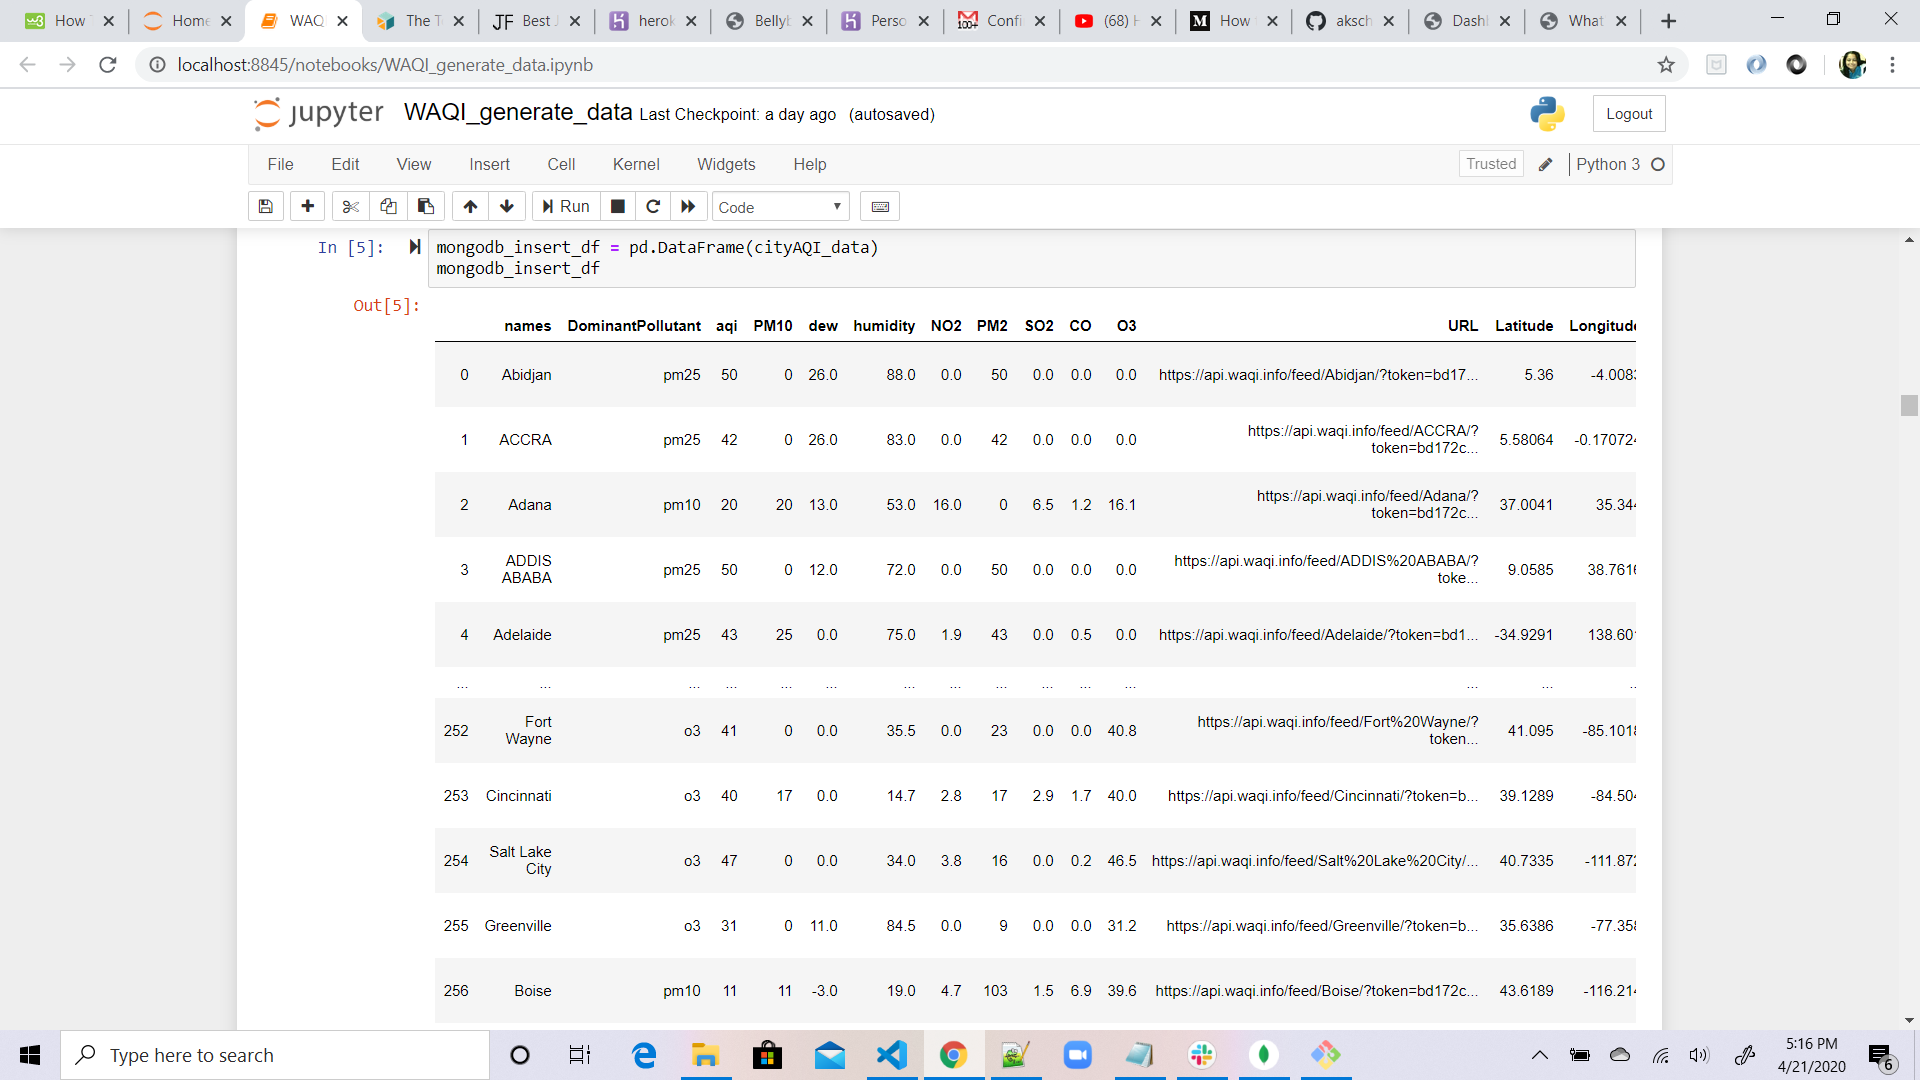 How
Home
WAQ
The T
JF Best J
herok
Bellyb
Perso
100+
Confi
(68) H
M How t
aksch
Dashb
What
localhost:8845/notebooks/WAQI_generate_data.ipynb
jupyter WAQI_generate_data Last Checkpoint: a day ago (autosaved)
Logout
File Edit View Insert Cell Kernel Widgets Help
Trusted Python 3
Run Code
In [5]: mongodb_insert_df = pd.DataFrame(cityAQI_data)
mongodb_insert_df
Out[5]:
names DominantPollutant aqi PM10 dew humidity NO2 PM2 SO2 CO O3 URL Latitude Longitude
0 Abidjan pm25 50 0 26.0 88.0 0.0 50 0.0 0.0 0.0 https://api.waqi.info/feed/Abidjan/?token=bd17... 5.36 -4.0083
1 ACCRA pm25 42 0 26.0 83.0 0.0 42 0.0 0.0 0.0 https://api.waqi.info/feed/ACCRA/?
token=bd172c... 5.58064 -0.170724
2 Adana pm10 20 20 13.0 53.0 16.0 0 6.5 1.2 16.1 https://api.waqi.info/feed/Adana/?
token=bd172c... 37.0041 35.344
3 ADDIS
ABABA pm25 50 0 12.0 72.0 0.0 50 0.0 0.0 0.0 https://api.waqi.info/feed/ADDIS%20ABABA/?
toke... 9.0585 38.7616
4 Adelaide pm25 43 25 0.0 75.0 1.9 43 0.0 0.5 0.0 https://api.waqi.info/feed/Adelaide/?token=bd1... -34.9291 138.601
... ... ... ... ... ... ... ... ... ... ... ... ... ... ..
252 Fort
Wayne o3 41 0 0.0 35.5 0.0 23 0.0 0.0 40.8 https://api.waqi.info/feed/Fort%20Wayne/?
token... 41.095 -85.1018
253 Cincinnati o3 40 17 0.0 14.7 2.8 17 2.9 1.7 40.0 https://api.waqi.info/feed/Cincinnati/?token=b... 39.1289 -84.504
254 Salt Lake
City o3 47 0 0.0 34.0 3.8 16 0.0 0.2 46.5 https://api.waqi.info/feed/Salt%20Lake%20City/... 40.7335 -111.872
255 Greenville o3 31 0 11.0 84.5 0.0 9 0.0 0.0 31.2 https://api.waqi.info/feed/Greenville/?token=b... 35.6386 -77.358
256 Boise pm10 11 11 -3.0 19.0 4.7 103 1.5 6.9 39.6 https://api.waqi.info/feed/Boise/?token=bd172c... 43.6189 -116.214
Type here to search
5:16 PM
4/21/2020
6